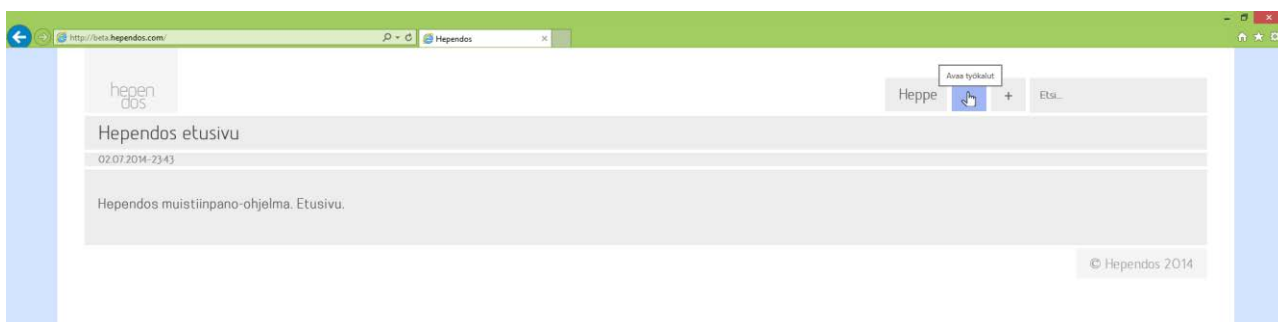 http://beta.hependos.com/
Hependos
hepen
dos
Avaa työkalut
Heppe
+
Etsi...
Hependos etusivu
02.07.2014-23:43
Hependos muistiinpano-ohjelma. Etusivu.
© Hependos 2014